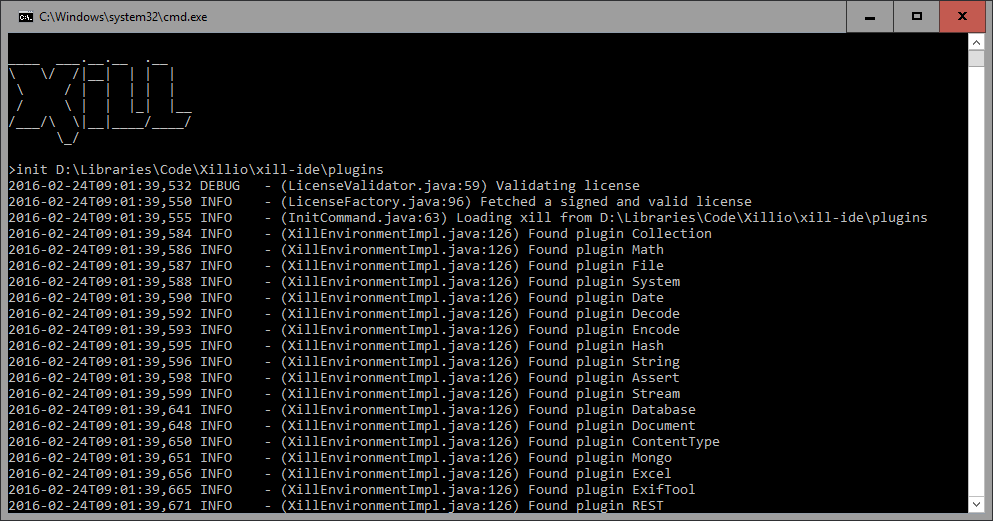 C:\Windows\system32\cmd.exe
____  ___.__.__  .__
\   \/  /|__|  | |  |
 \     / |  |  | |  |
 /     \ |  |  |_|  |__
/___/\  \|__|____/____/
      \_/
>init D:\Libraries\Code\Xillio\xill-ide\plugins
2016-02-24T09:01:39,532 DEBUG   - (LicenseValidator.java:59) Validating license
2016-02-24T09:01:39,550 INFO    - (LicenseFactory.java:96) Fetched a signed and valid license
2016-02-24T09:01:39,555 INFO    - (InitCommand.java:63) Loading xill from D:\Libraries\Code\Xillio\xill-ide\plugins
2016-02-24T09:01:39,584 INFO    - (XillEnvironmentImpl.java:126) Found plugin Collection
2016-02-24T09:01:39,586 INFO    - (XillEnvironmentImpl.java:126) Found plugin Math
2016-02-24T09:01:39,587 INFO    - (XillEnvironmentImpl.java:126) Found plugin File
2016-02-24T09:01:39,588 INFO    - (XillEnvironmentImpl.java:126) Found plugin System
2016-02-24T09:01:39,590 INFO    - (XillEnvironmentImpl.java:126) Found plugin Date
2016-02-24T09:01:39,592 INFO    - (XillEnvironmentImpl.java:126) Found plugin Decode
2016-02-24T09:01:39,593 INFO    - (XillEnvironmentImpl.java:126) Found plugin Encode
2016-02-24T09:01:39,595 INFO    - (XillEnvironmentImpl.java:126) Found plugin Hash
2016-02-24T09:01:39,596 INFO    - (XillEnvironmentImpl.java:126) Found plugin String
2016-02-24T09:01:39,598 INFO    - (XillEnvironmentImpl.java:126) Found plugin Assert
2016-02-24T09:01:39,599 INFO    - (XillEnvironmentImpl.java:126) Found plugin Stream
2016-02-24T09:01:39,641 INFO    - (XillEnvironmentImpl.java:126) Found plugin Database
2016-02-24T09:01:39,648 INFO    - (XillEnvironmentImpl.java:126) Found plugin Document
2016-02-24T09:01:39,650 INFO    - (XillEnvironmentImpl.java:126) Found plugin ContentType
2016-02-24T09:01:39,651 INFO    - (XillEnvironmentImpl.java:126) Found plugin Mongo
2016-02-24T09:01:39,656 INFO    - (XillEnvironmentImpl.java:126) Found plugin Excel
2016-02-24T09:01:39,665 INFO    - (XillEnvironmentImpl.java:126) Found plugin ExifTool
2016-02-24T09:01:39,671 INFO    - (XillEnvironmentImpl.java:126) Found plugin REST